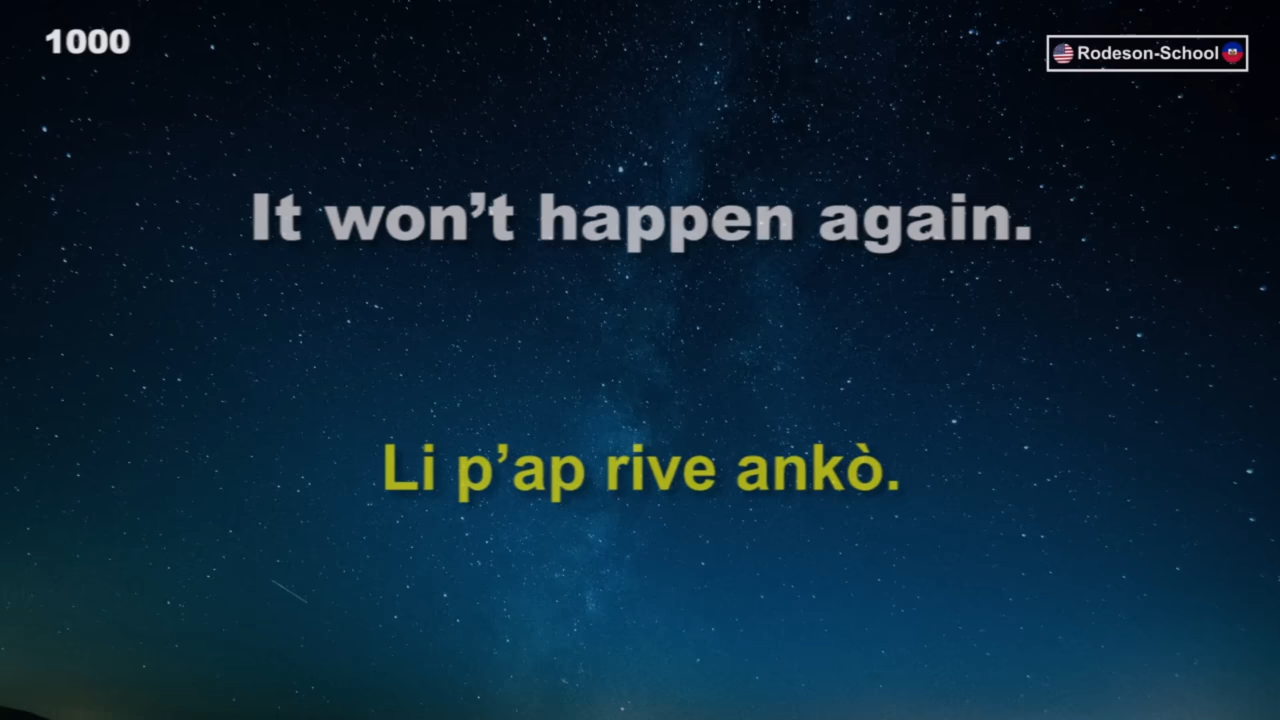 1000
Rodeson-School
It won’t happen again.
Li p’ap rive ankò.